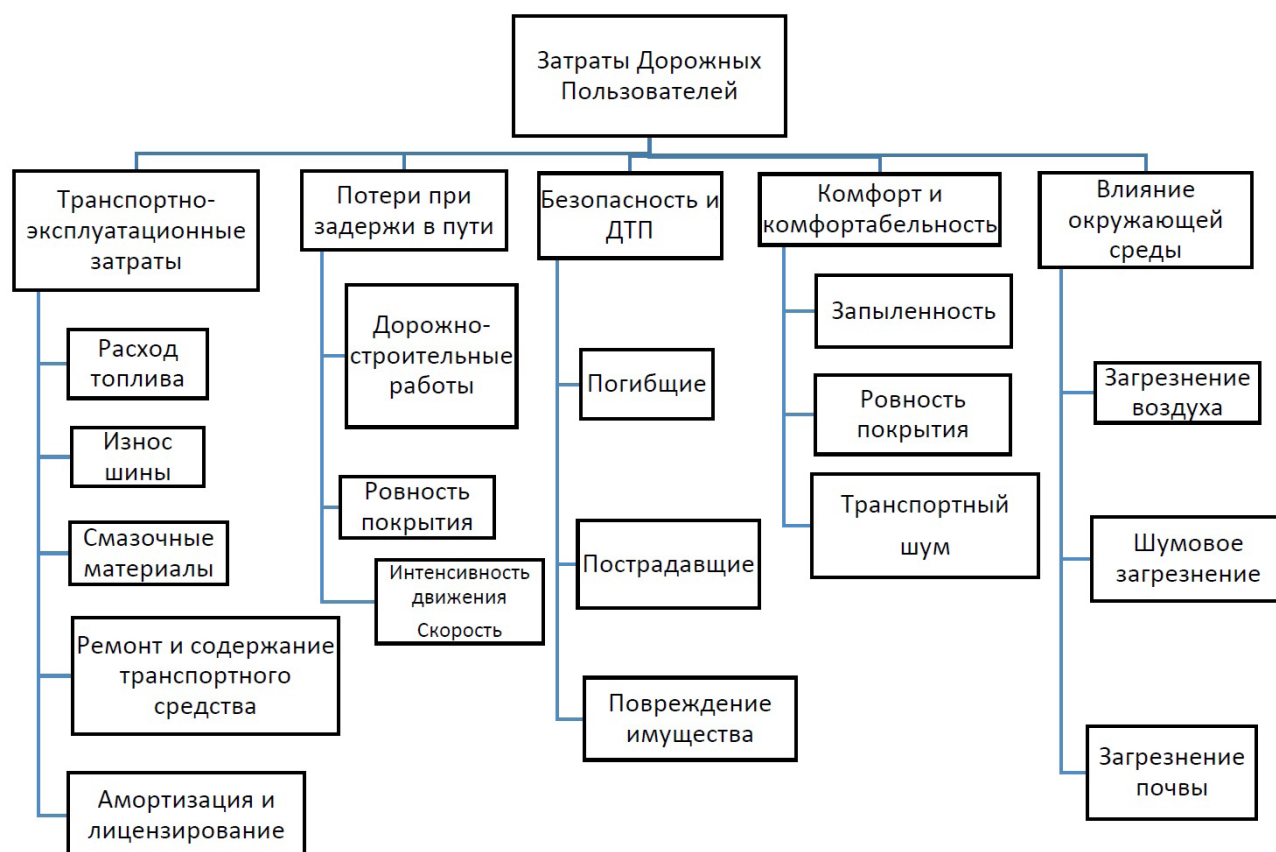 Затраты Дорожных
Пользователей
Транспортно-
эксплуатационные
затраты
Расход
топлива
Износ
шины
Смазочные
материалы
Ремонт и содержание
транспортного
средства
Амортизация и
лицензирование
Потери при
задержи в пути
Дорожно-
строительные
работы
Ровность
покрытия
Интенсивность
движения
Скорость
Безопасность и
ДТП
Погибщие
Пострадавщие
Повреждение
имущества
Комфорт и
комфортабельность
Запыленность
Ровность
покрытия
Транспортный
шум
Влияние
окружающей
среды
Загрезнение
воздуха
Шумовое
загрезнение
Загрезнение
почвы